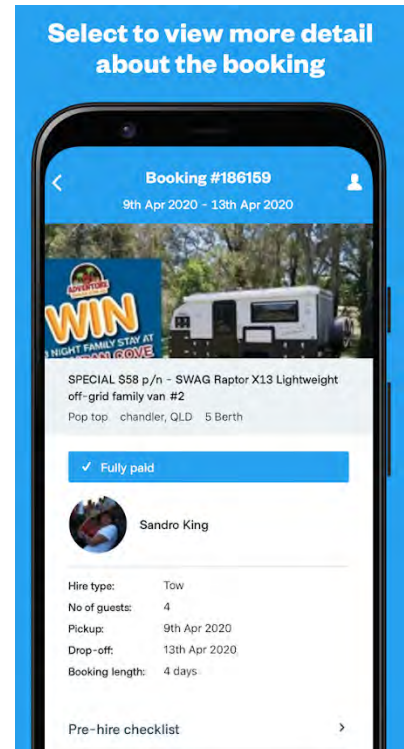 Select to view more detail
about the booking
Booking #186159
9th Apr 2020 - 13th Apr 2020
ADVENTURE
WIN
NIGHT FAMILY STAY AT
COVE
SPECIAL $58 p/n - SWAG Raptor X13 Lightweight
off-grid family van #2
Pop top chandler, QLD 5 Berth
✓ Fully paid
Sandro King
Hire type: Tow
No of guests: 4
Pickup: 9th Apr 2020
Drop-off: 13th Apr 2020
Booking length: 4 days
Pre-hire checklist >